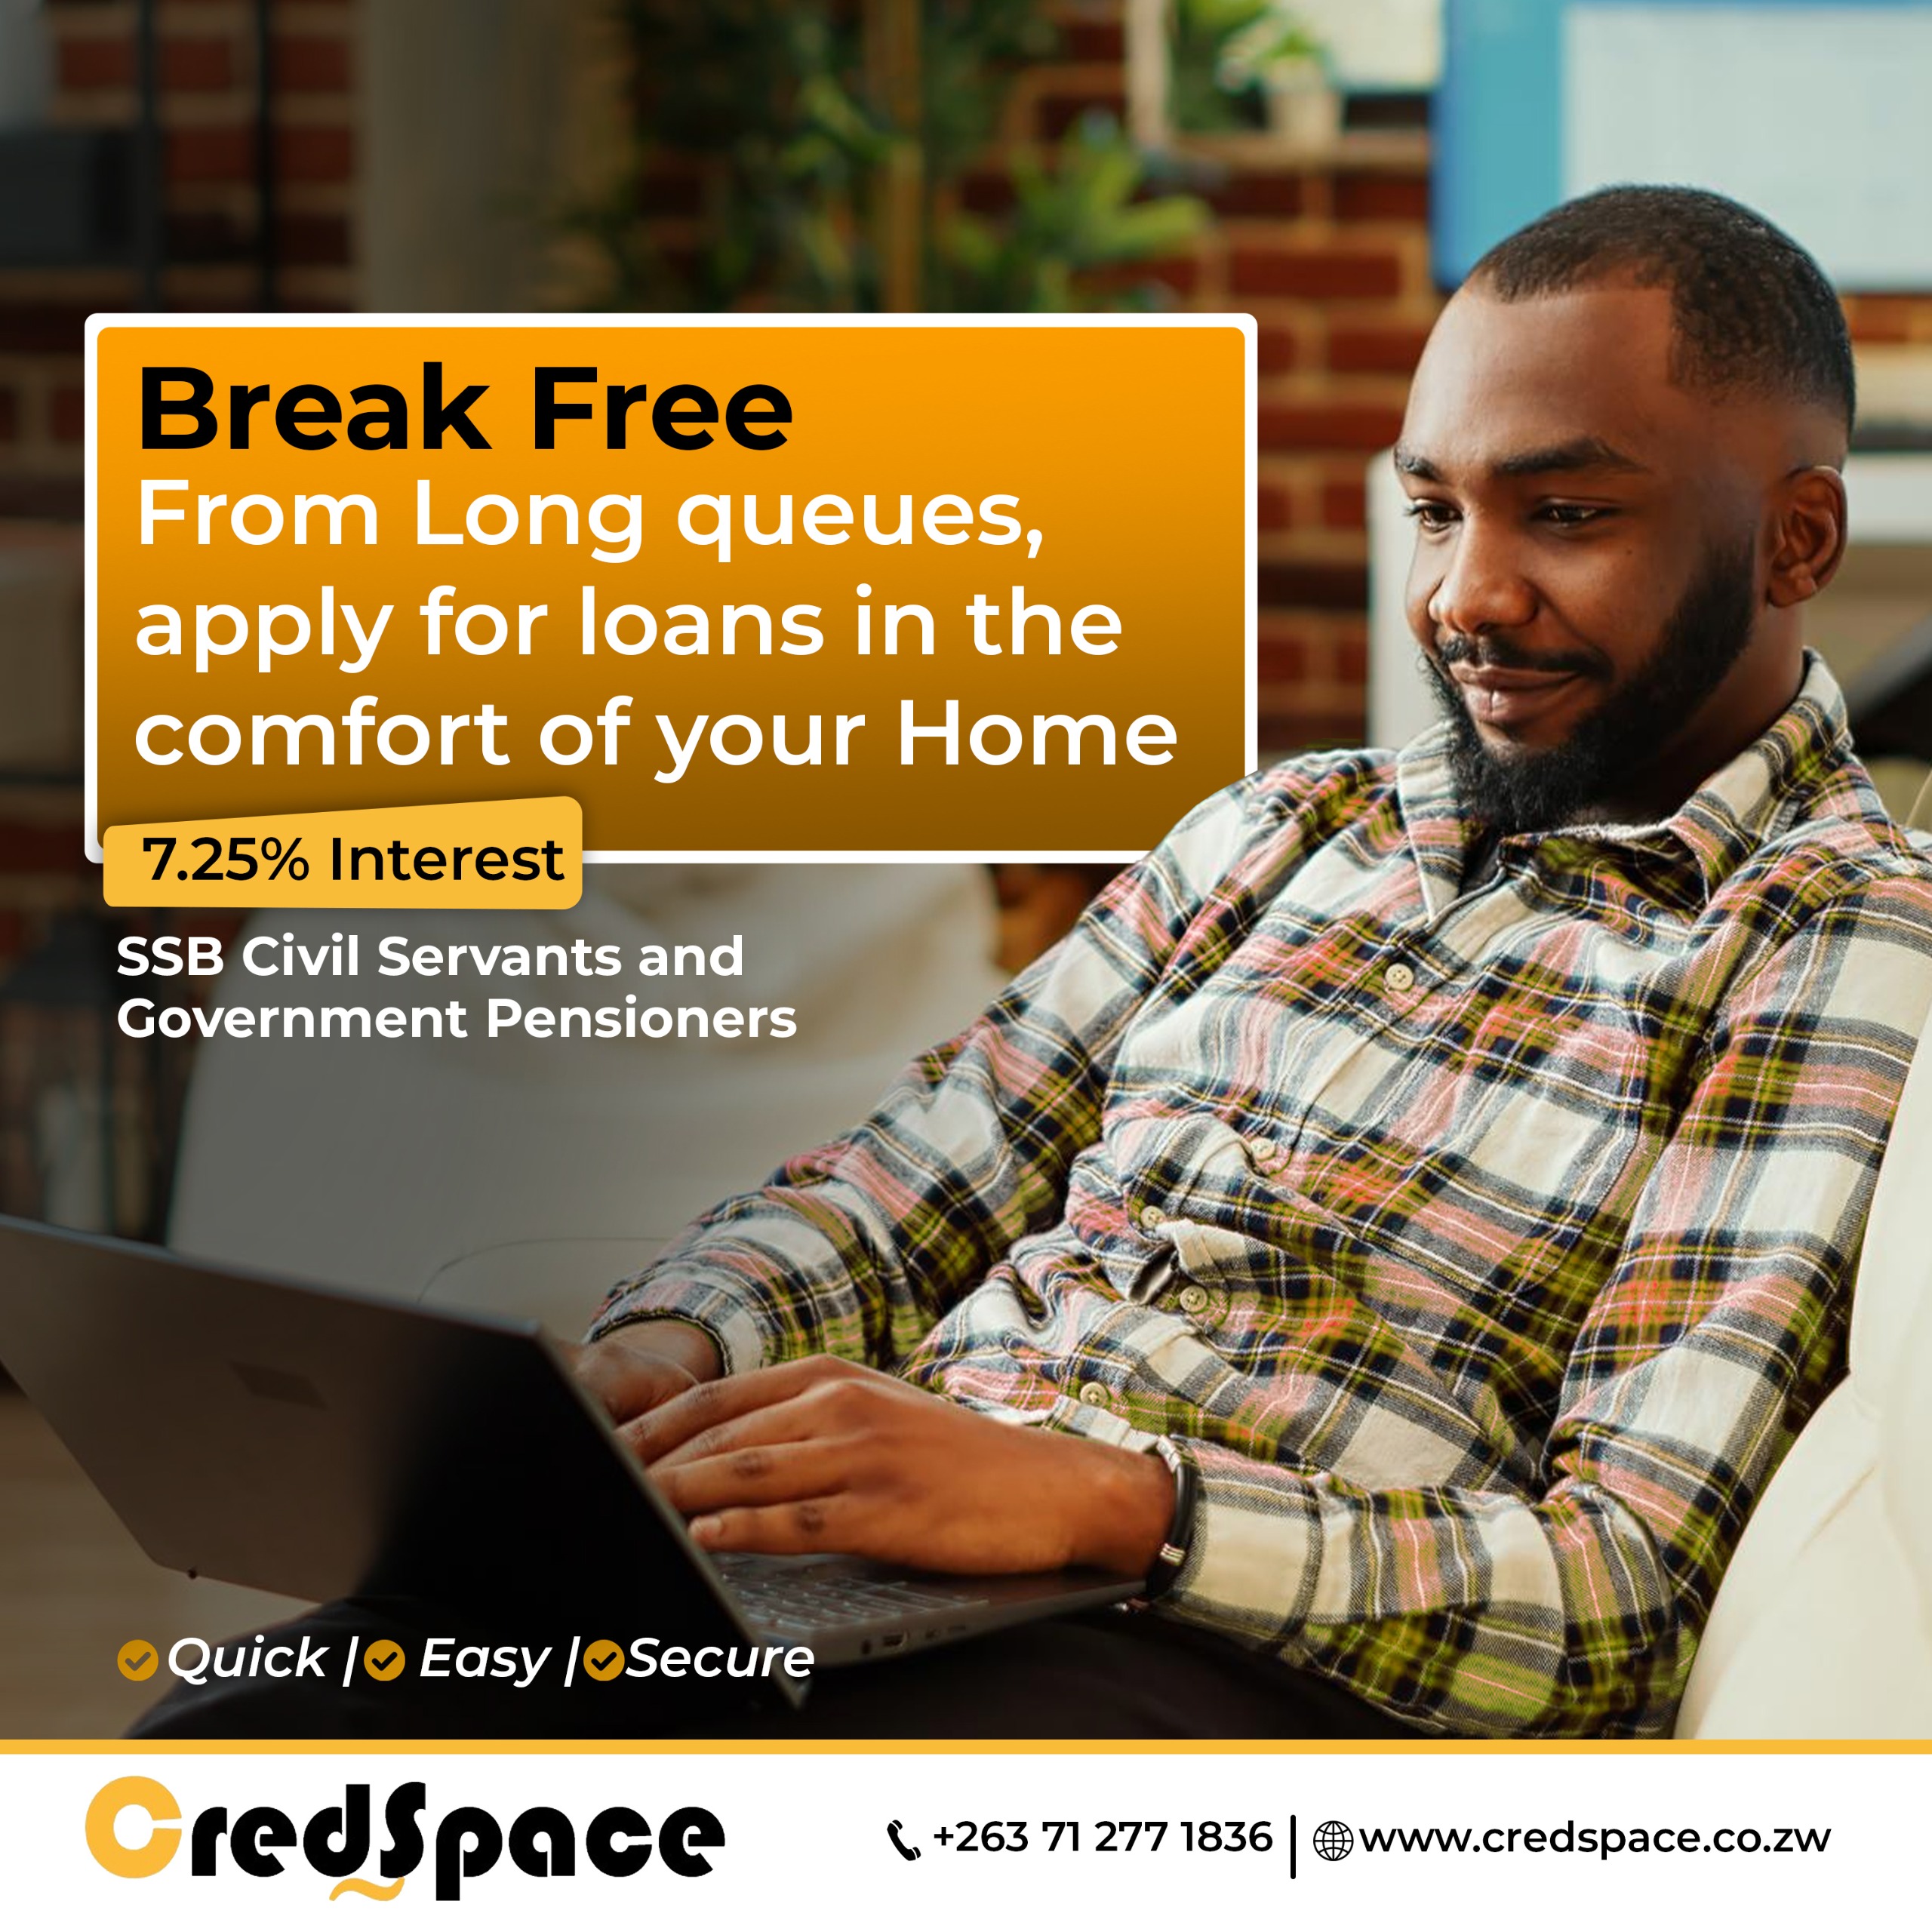 Break Free
From Long queues,
apply for loans in the
comfort of your Home
7.25% Interest
SSB Civil Servants and
Government Pensioners
Quick | Easy | Secure
CredSpace
+263 71 277 1836 | www.credspace.co.zw